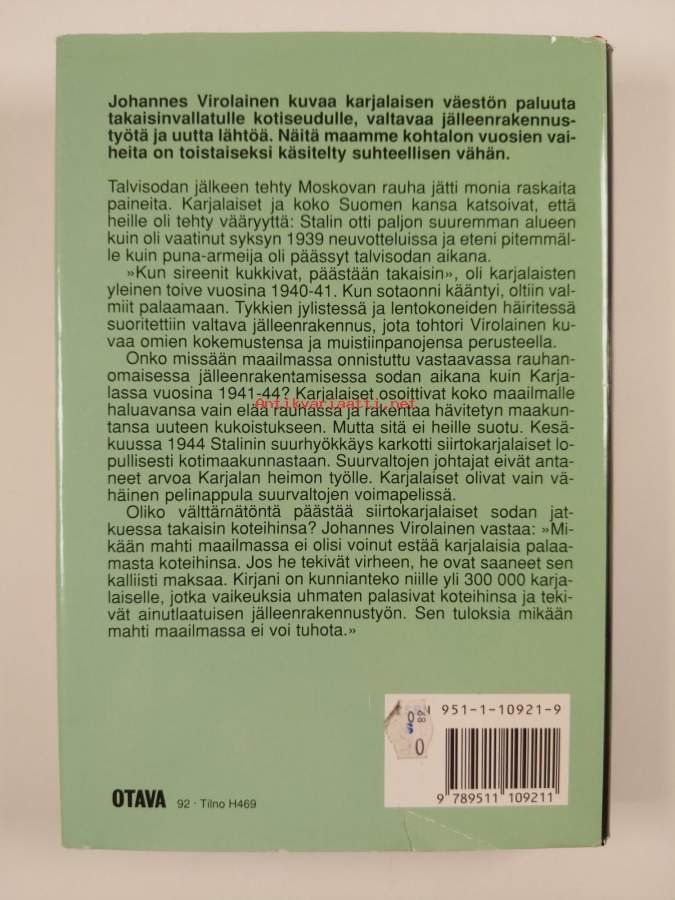 Johannes Virolainen kuvaa karjalaisen väestön paluuta
takaisinvallatulle kotiseudulle, valtavaa jälleenrakennus-
työtä ja uutta lähtöä. Näitä maamme kohtalon vuosien vai-
heita on toistaiseksi käsitelty suhteellisen vähän.
Talvisodan jälkeen tehty Moskovan rauha jätti monia raskaita
paineita. Karjalaiset ja koko Suomen kansa katsoivat, että
heille oli tehty vääryyttä: Stalin otti paljon suuremman alueen
kuin oli vaatinut syksyn 1939 neuvotteluissa ja eteni pitemmäl-
le kuin puna-armeija oli päässyt talvisodan aikana.
»Kun sireenit kukkivat, päästään takaisin», oli karjalaisten
yleinen toive vuosina 1940-41. Kun sotaonni kääntyi, oltiin val-
miit palaamaan. Tykkien jylistessä ja lentokoneiden häiritessä
suoritettiin valtava jälleenrakennus, jota tohtori Virolainen ku-
vaa omien kokemustensa ja muistiinpanojensa perusteella.
Onko missään maailmassa onnistuttu vastaavassa rauhan-
omaisessa jälleenrakentamisessa sodan aikana kuin Karja-
lassa vuosina 1941-44? Karjalaiset osoittivat koko maailmalle
haluavansa vain elää rauhassa ja rakentaa hävitetyn maakun-
Antikvariaatti.net
tansa uuteen kukoistukseen. Mutta sitä ei heille suotu. Kesä-
kuussa 1944 Stalinin suurhyökkäys karkotti siirtokarjalaiset lo-
pullisesti kotimaakunnastaan. Suurvaltojen johtajat eivät anta-
neet arvoa Karjalan heimon työlle. Karjalaiset olivat vain vä-
häinen pelinappula suurvaltojen voimapelissä.
Oliko välttämätöntä päästää siirtokarjalaiset sodan jat-
kuessa takaisin koteihinsa? Johannes Virolainen vastaa: »Mi-
kään mahti maailmassa ei olisi voinut estää karjalaisia palaa-
masta koteihinsa. Jos he tekivät virheen, he ovat saaneet sen
kalliisti maksaa. Kirjani on kunnianteko niille yli 300 000 karja-
laiselle, jotka vaikeuksia uhmaten palasivat koteihinsa ja teki-
vät ainutlaatuisen jälleenrakennustyön. Sen tuloksia mikään
mahti maailmassa ei voi tuhota.»
ISBN 951-1-10921-9
9 789511 109211
OTAVA 92 · Tilno H469